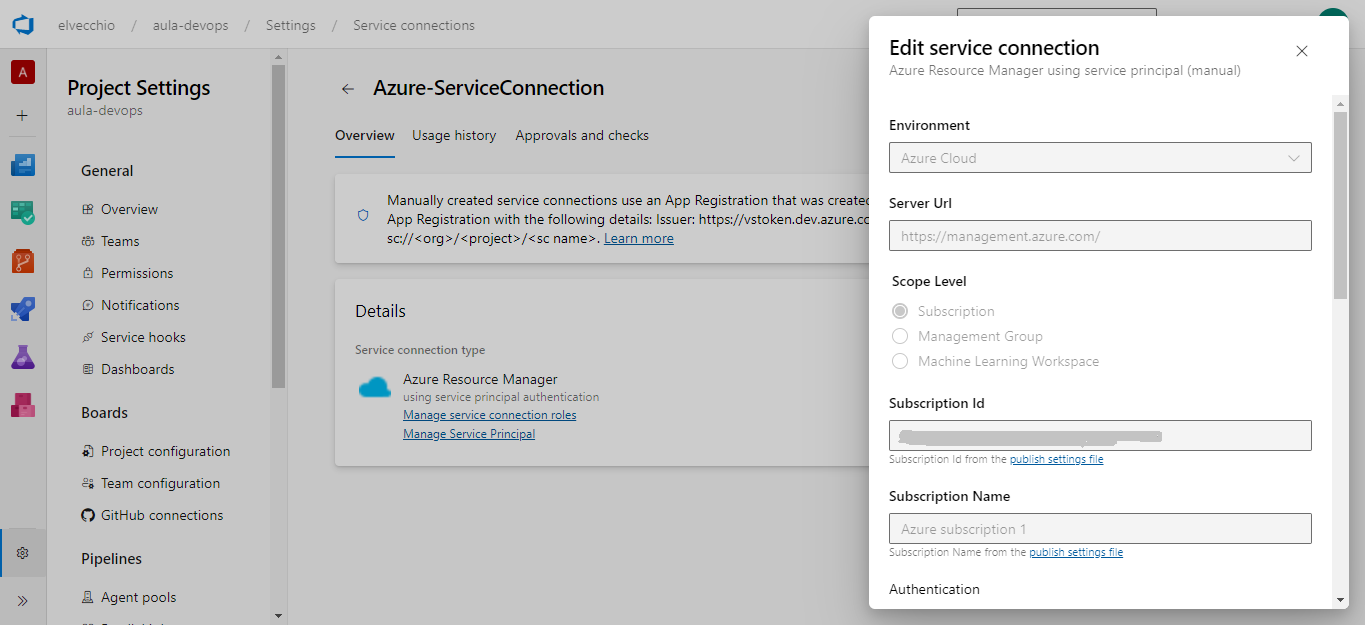 elvecchio / aula-devops / Settings / Service connections
A
Project Settings
aula-devops
General
Overview
Teams
Permissions
Notifications
Service hooks
Dashboards
Boards
Project configuration
Team configuration
GitHub connections
Pipelines
Agent pools
Azure-ServiceConnection
Overview Usage history Approvals and checks
Manually created service connections use an App Registration that was created
App Registration with the following details: Issuer: https://vstoken.dev.azure.co
sc://<org>/<project>/<sc name>. Learn more
Details
Service connection type
Azure Resource Manager
using service principal authentication
Manage service connection roles
Manage Service Principal
Edit service connection
Azure Resource Manager using service principal (manual)
Environment
Azure Cloud
Server Url
https://management.azure.com/
Scope Level
Subscription
Management Group
Machine Learning Workspace
Subscription Id
Subscription Id from the publish settings file
Subscription Name
Azure subscription 1
Subscription Name from the publish settings file
Authentication